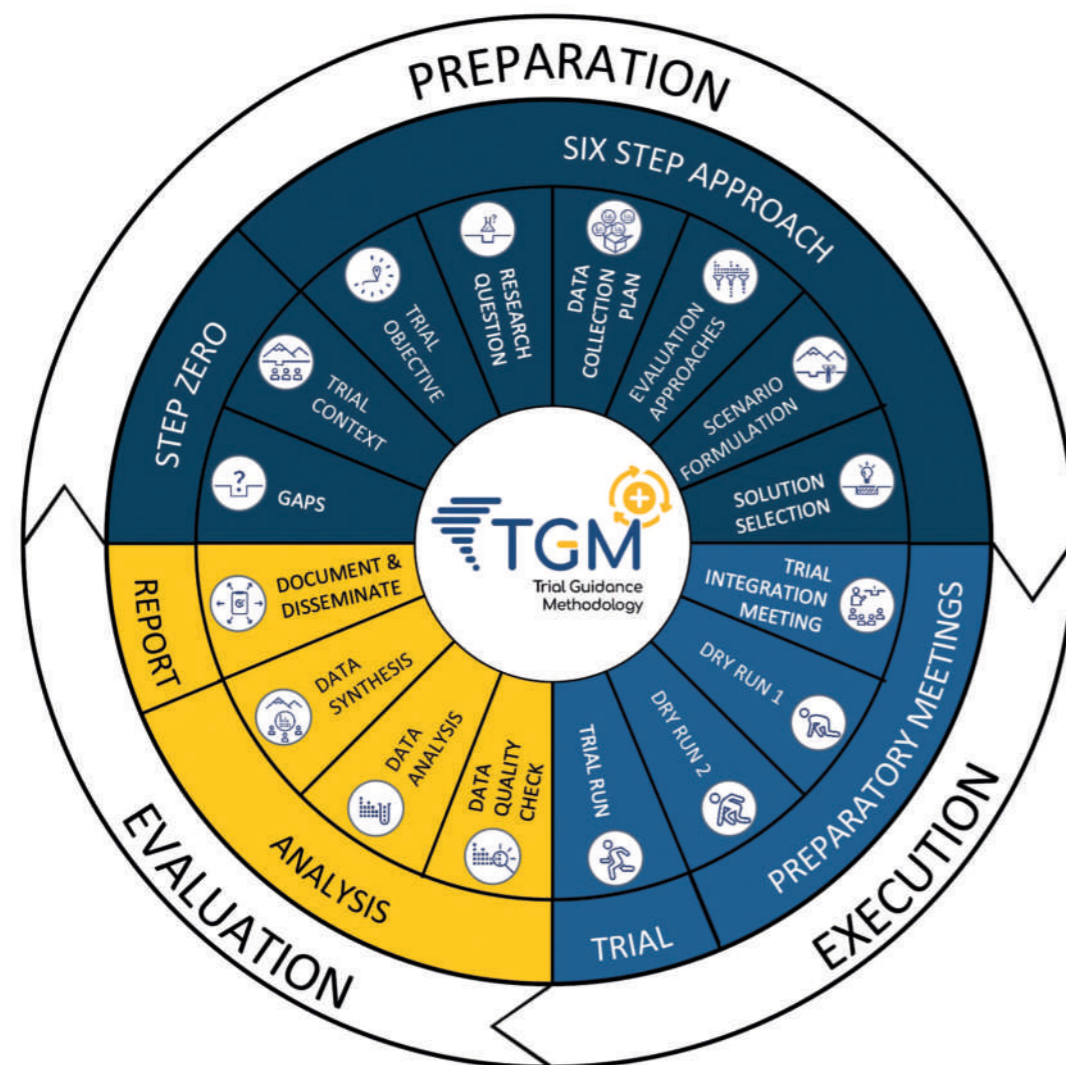 PREPARATION
SIX STEP APPROACH
STEP ZERO
GAPS
TRIAL
CONTEXT
TRIAL
OBJECTIVE
RESEARCH
QUESTION
DATA
COLLECTION
PLAN
EVALUATION
APPROACHES
SCENARIO
FORMULATION
SOLUTION
SELECTION
EXECUTION
PREPARATORY MEETINGS
TRIAL
INTEGRATION
MEETING
DRY RUN 1
DRY RUN 2
TRIAL
TRIAL RUN
EVALUATION
ANALYSIS
DATA
QUALITY
CHECK
DATA
ANALYSIS
DATA
SYNTHESIS
REPORT
DOCUMENT &
DISSEMINATE
TGM
Trial Guidance
Methodology